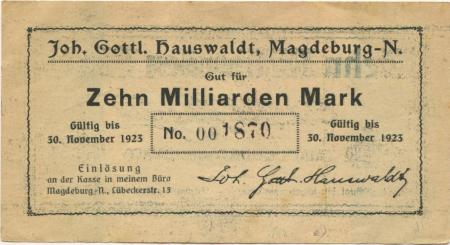 Joh. Gottl. Hauswaldt, Magdeburg-N.
Gut für
Zehn Milliarden Mark
Gültig bis
30. November 1923
No. 001870
Gültig bis
30. November 1923
Einlösung
an der Kasse in meinem Büro
Magdeburg-N., Lübeckerstr. 13
Joh. Gottl. Hauswaldt